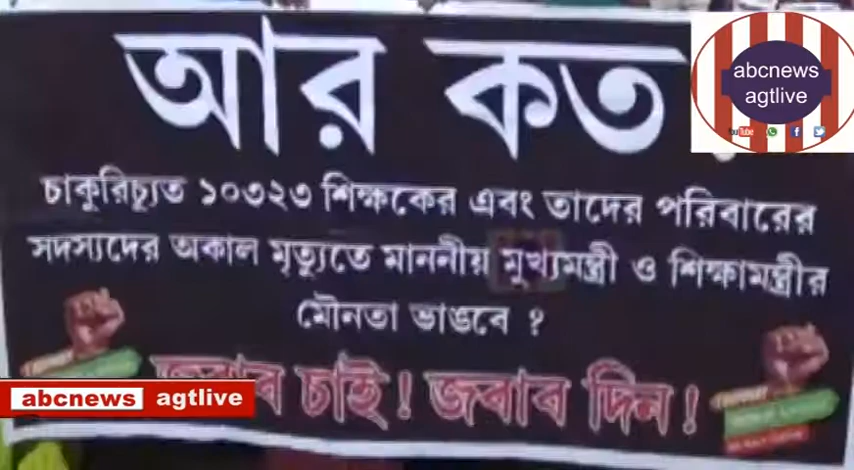 আর কত
abcnews
agtlive
চাকুরিচ্যুত ১০৩২৩ শিক্ষকের এবং তাদের পরিবারের
সদস্যদের অকাল মৃত্যুতে মাননীয় মুখ্যমন্ত্রী ও শিক্ষামন্ত্রীর
মৌনতা ভাঙবে ?
জবাব চাই ! জবাব দিন !
abcnews agtlive